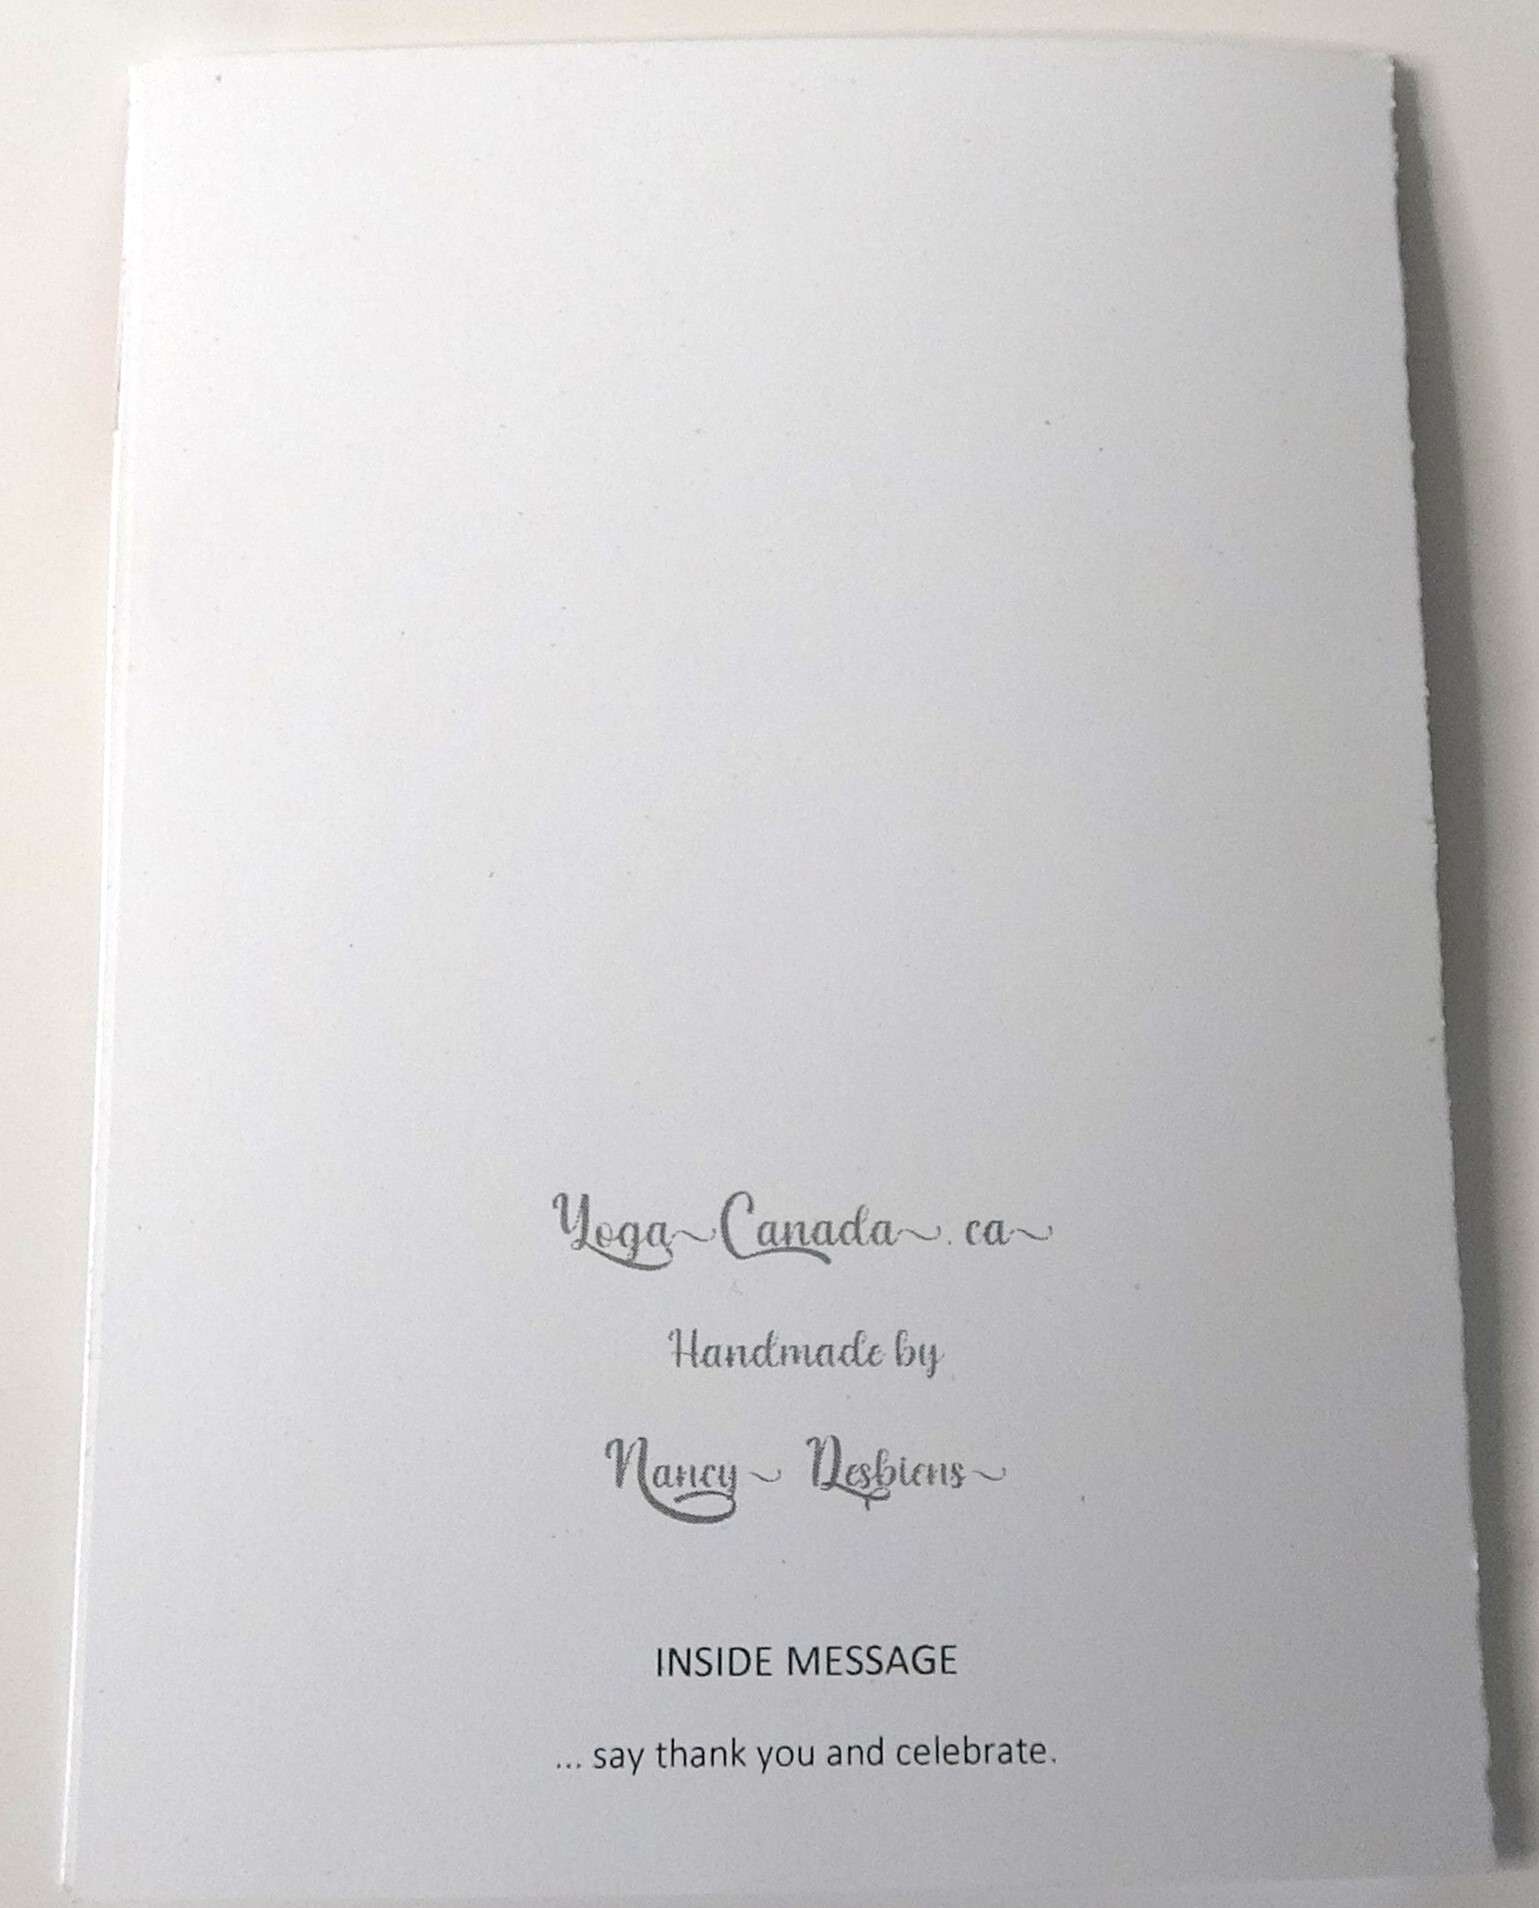 Yoga~Canada~.ca~
Handmade by
Nancy~ Desbiens~
INSIDE MESSAGE
... say thank you and celebrate.